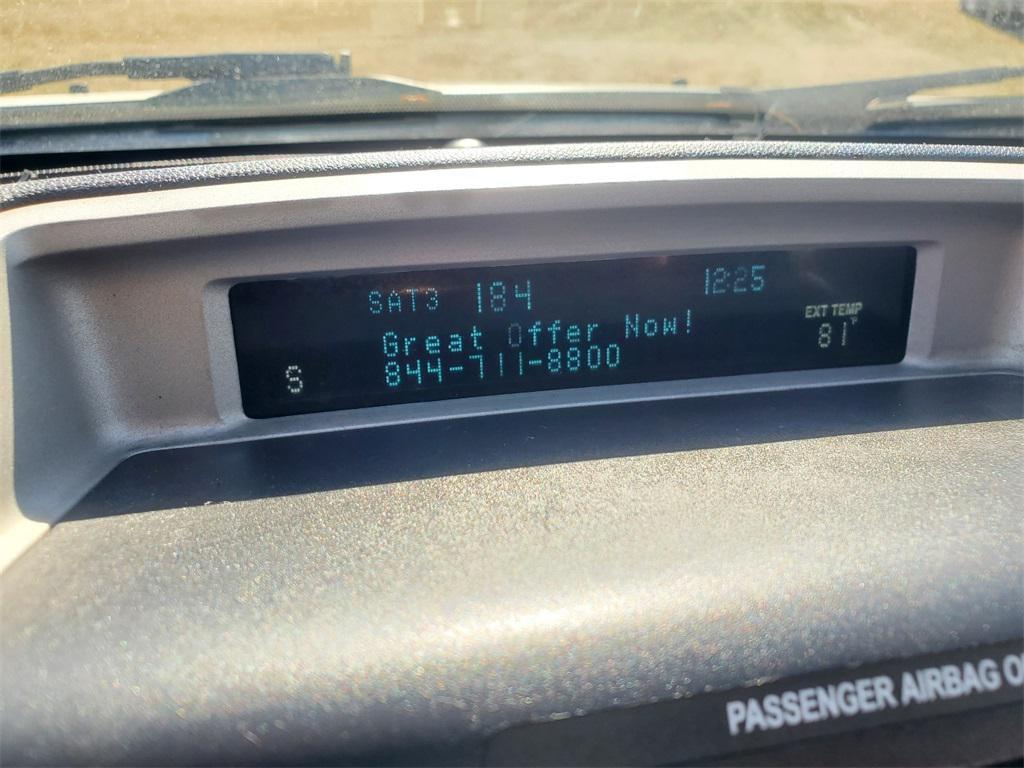 SAT3 184 12:25
Great Offer Now!
844-711-8800
EXT TEMP
81°F
S
PASSENGER AIRBAG